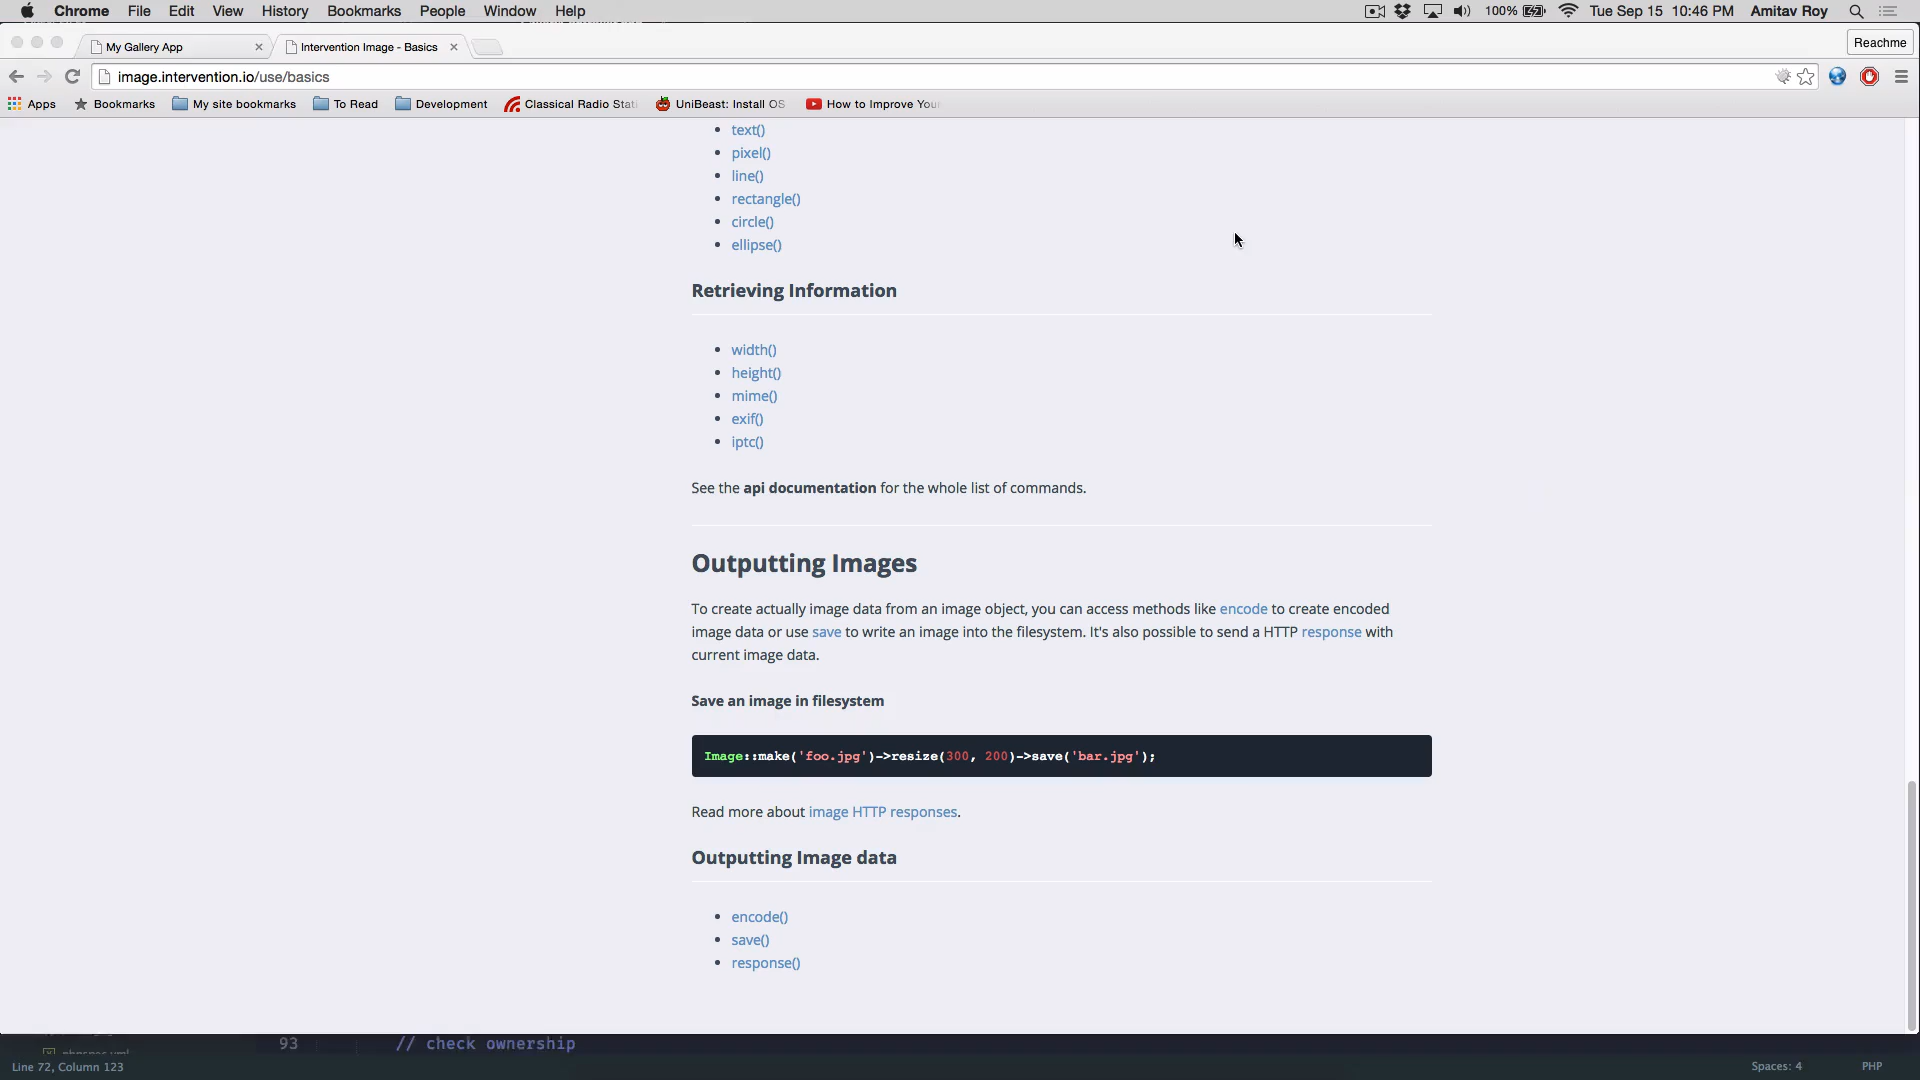 Chrome File Edit View History Bookmarks People Window Help 100% Tue Sep 15 10:46 PM Amitav Roy
My Gallery App Intervention Image - Basics Reachme
image.intervention.io/use/basics
Apps Bookmarks My site bookmarks To Read Development Classical Radio Stati UniBeast: Install OS How to Improve Your
text()
pixel()
line()
rectangle()
circle()
ellipse()
Retrieving Information
width()
height()
mime()
exif()
iptc()
See the api documentation for the whole list of commands.
Outputting Images
To create actually image data from an image object, you can access methods like encode to create encoded
image data or use save to write an image into the filesystem. It's also possible to send a HTTP response with
current image data.
Save an image in filesystem
Image::make('foo.jpg')->resize(300, 200)->save('bar.jpg');
Read more about image HTTP responses.
Outputting Image data
encode()
save()
response()
93 // check ownership
Line 72, Column 123 Spaces: 4 PHP